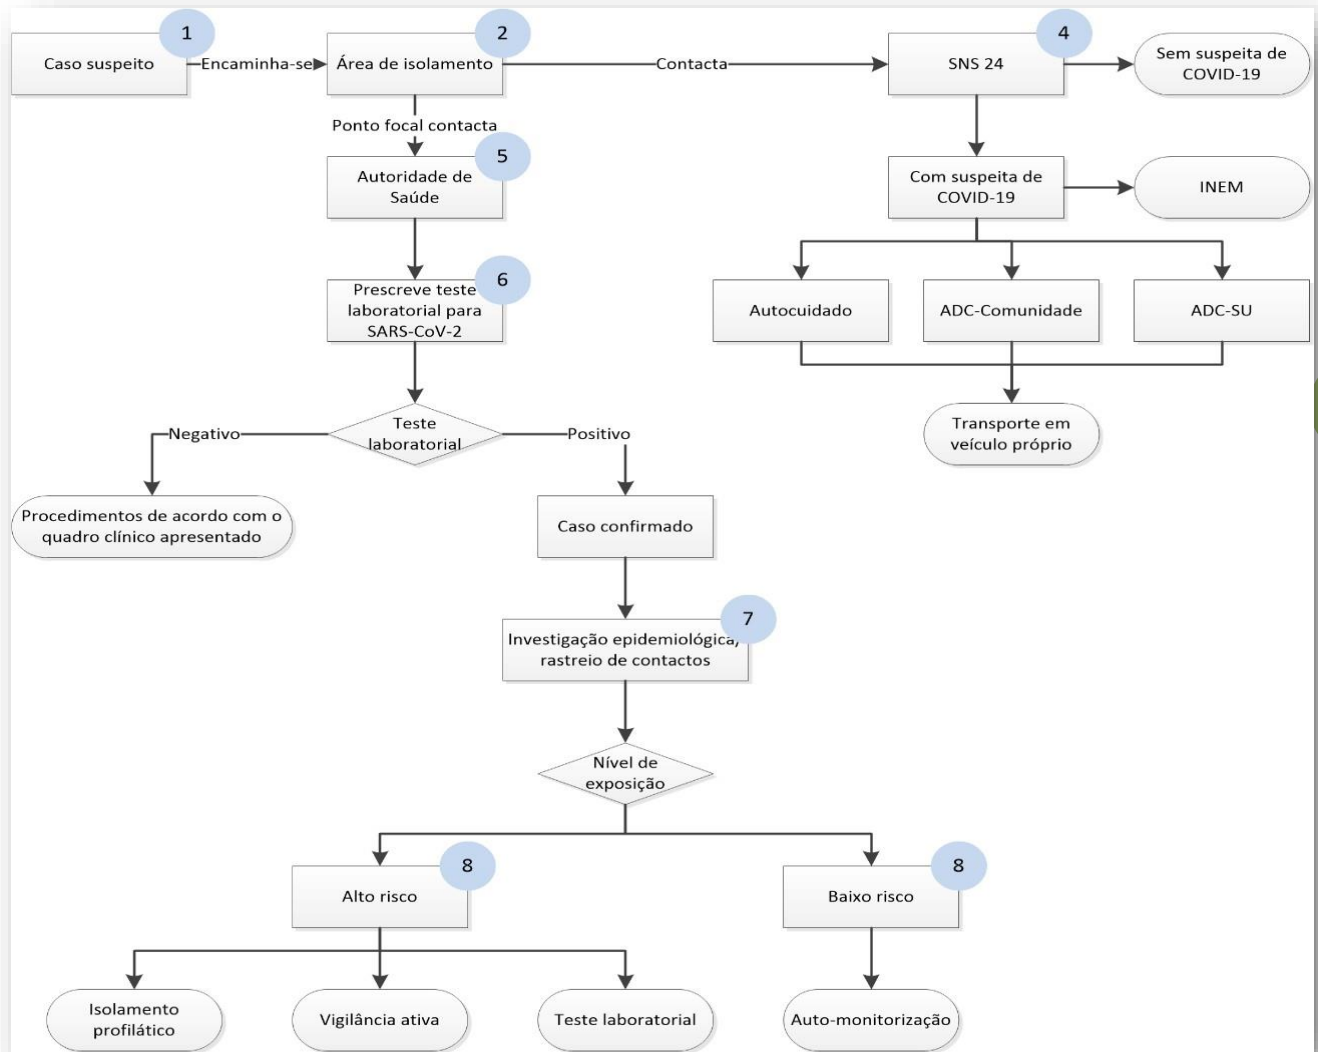 1
Caso suspeito
Encaminha-se
2
Área de isolamento
Contacta
4
SNS 24
Sem suspeita de
COVID-19
Ponto focal contacta
5
Autoridade de
Saúde
Com suspeita de
COVID-19
INEM
6
Prescreve teste
laboratorial para
SARS-CoV-2
Autocuidado
ADC-Comunidade
ADC-SU
Negativo
Teste
laboratorial
Positivo
Transporte em
veículo próprio
Procedimentos de acordo com o
quadro clínico apresentado
Caso confirmado
7
Investigação epidemiológica/
rastreio de contactos
Nível de
exposição
8
Alto risco
8
Baixo risco
Isolamento
profilático
Vigilância ativa
Teste laboratorial
Auto-monitorização